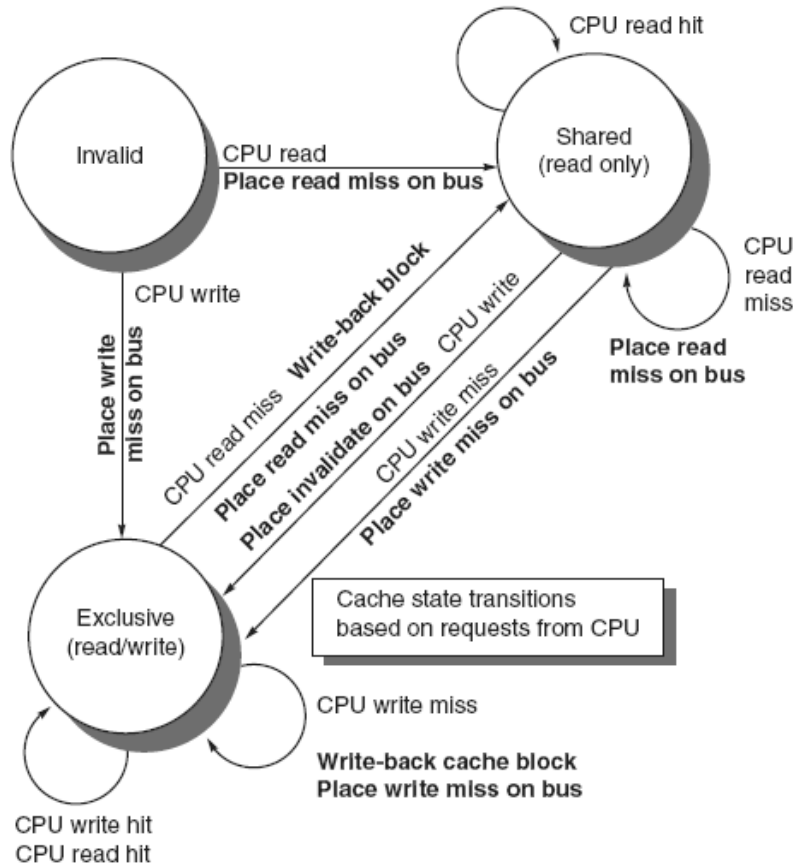 CPU read hit
Invalid
Shared
(read only)
CPU read
Place read miss on bus
CPU
read
miss
Place read
miss on bus
CPU write
Place write
miss on bus
CPU read miss
Write-back block
Place read miss on bus
Place invalidate on bus
CPU write
CPU write miss
Place write miss on bus
Exclusive
(read/write)
Cache state transitions
based on requests from CPU
CPU write miss
Write-back cache block
Place write miss on bus
CPU write hit
CPU read hit